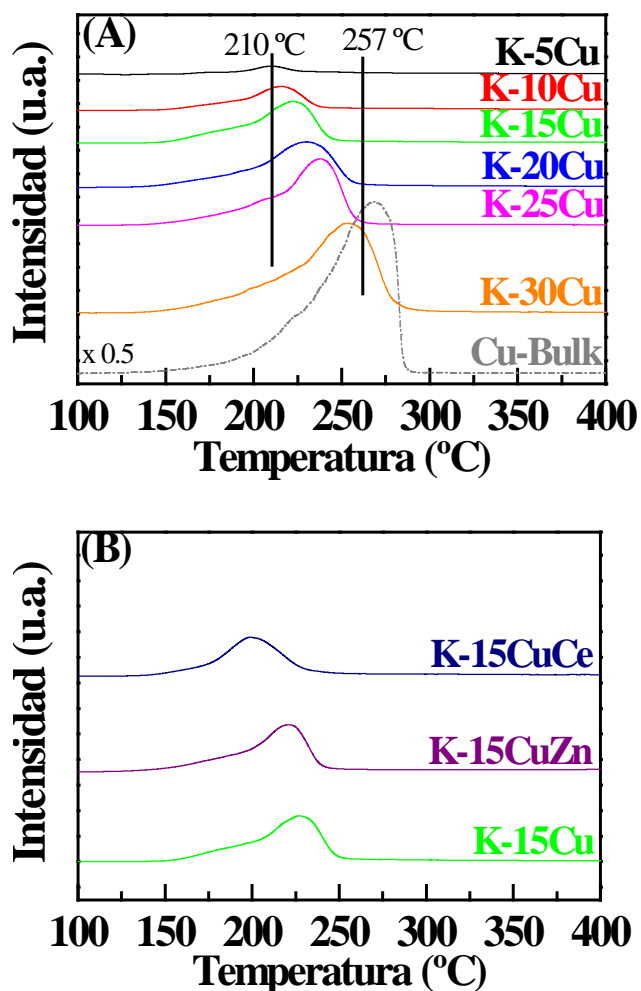 (A)
210 ºC
257 ºC
K-5Cu
K-10Cu
K-15Cu
K-20Cu
K-25Cu
K-30Cu
x 0.5
Cu-Bulk
Intensidad (u.a.)
100 150 200 250 300 350 400
Temperatura (ºC)
(B)
K-15CuCe
K-15CuZn
K-15Cu
Intensidad (u.a.)
100 150 200 250 300 350 400
Temperatura (ºC)